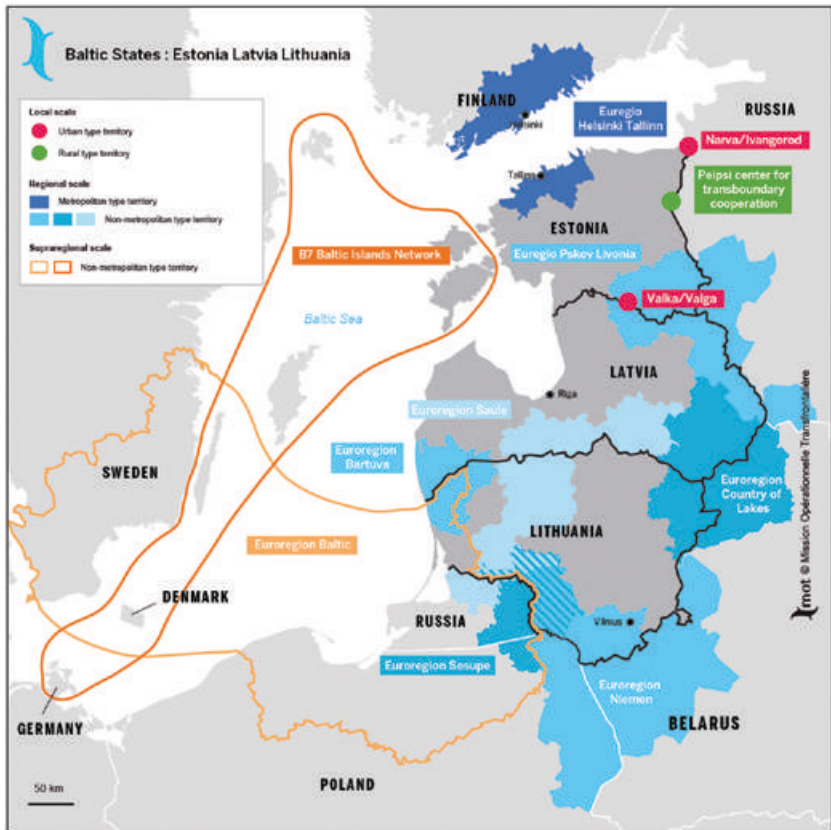 Baltic States : Estonia Latvia Lithuania
Local scale
Urban type territory
Rural type territory
Regional scale
Metropolitan type territory
Non-metropolitan type territory
Supraregional scale
Non-metropolitan type territory
FINLAND
Helsinki
Euregio
Helsinki Tallinn
RUSSIA
Narva/Ivangorod
Tallinn
Peipsi center for
transboundary
cooperation
ESTONIA
B7 Baltic Islands Network
Euregio Pskov Livonia
Valka/Valga
Baltic Sea
LATVIA
Riga
Euroregion Saule
Euroregion
Bartuva
SWEDEN
Euroregion
Country of
Lakes
LITHUANIA
Euroregion Baltic
DENMARK
RUSSIA
Vilnius
Euroregion Sesupe
Euroregion
Niemen
GERMANY
BELARUS
POLAND
50 km
mot © Mission Opérationnelle Transfrontalière